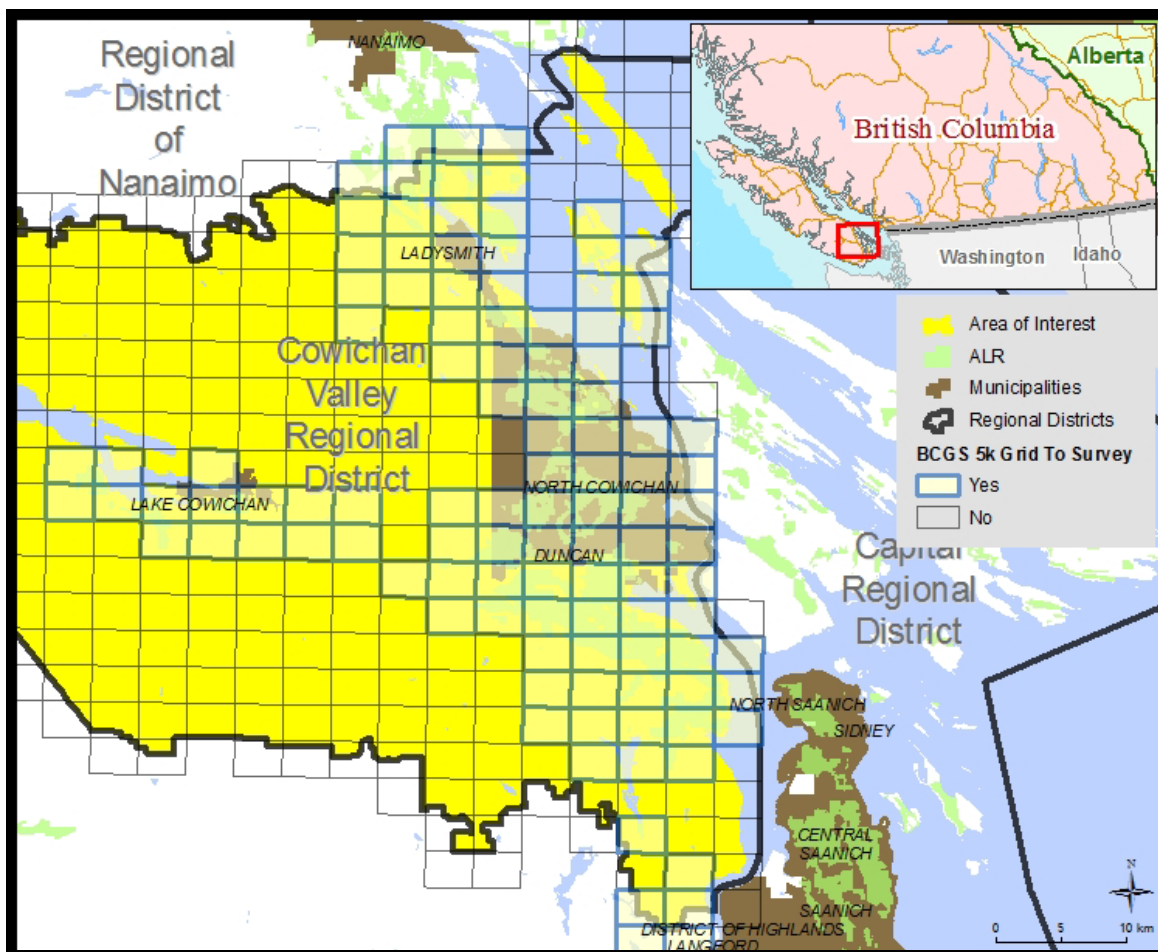 Regional
District
of
Nanaimo
NANAIMO
Alberta
British Columbia
Washington
Idaho
LADYSMITH
Cowichan
Valley
Regional
District
LAKE COWICHAN
NORTH COWICHAN
DUNCAN
Area of Interest
ALR
Municipalities
Regional Districts
BCGS 5k Grid To Survey
Yes
No
Capital
Regional
District
NORTH SAANICH
SIDNEY
CENTRAL
SAANICH
SAANICH
DISTRICT OF HIGHLANDS
LANGFORD
N
0 5 10 km